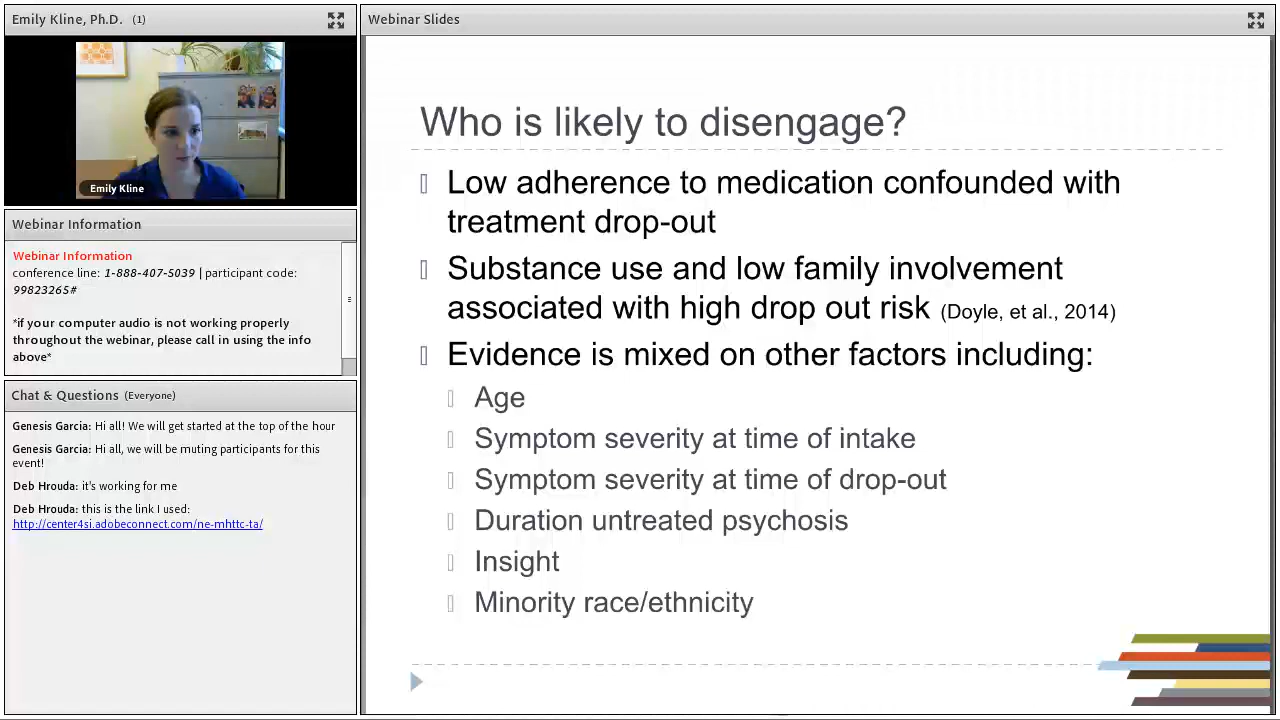 Emily Kline, Ph.D. (1)
Emily Kline
Webinar Information
Webinar Information
conference line: 1-888-407-5039 | participant code:
99823265#
*if your computer audio is not working properly
throughout the webinar, please call in using the info
above*
Chat & Questions (Everyone)
Genesis Garcia: Hi all! We will get started at the top of the hour
Genesis Garcia: Hi all, we will be muting participants for this
event!
Deb Hrouda: it's working for me
Deb Hrouda: this is the link I used:
http://center4si.adobeconnect.com/ne-mhttc-ta/
Webinar Slides
Who is likely to disengage?
Low adherence to medication confounded with
treatment drop-out
Substance use and low family involvement
associated with high drop out risk (Doyle, et al., 2014)
Evidence is mixed on other factors including:
Age
Symptom severity at time of intake
Symptom severity at time of drop-out
Duration untreated psychosis
Insight
Minority race/ethnicity